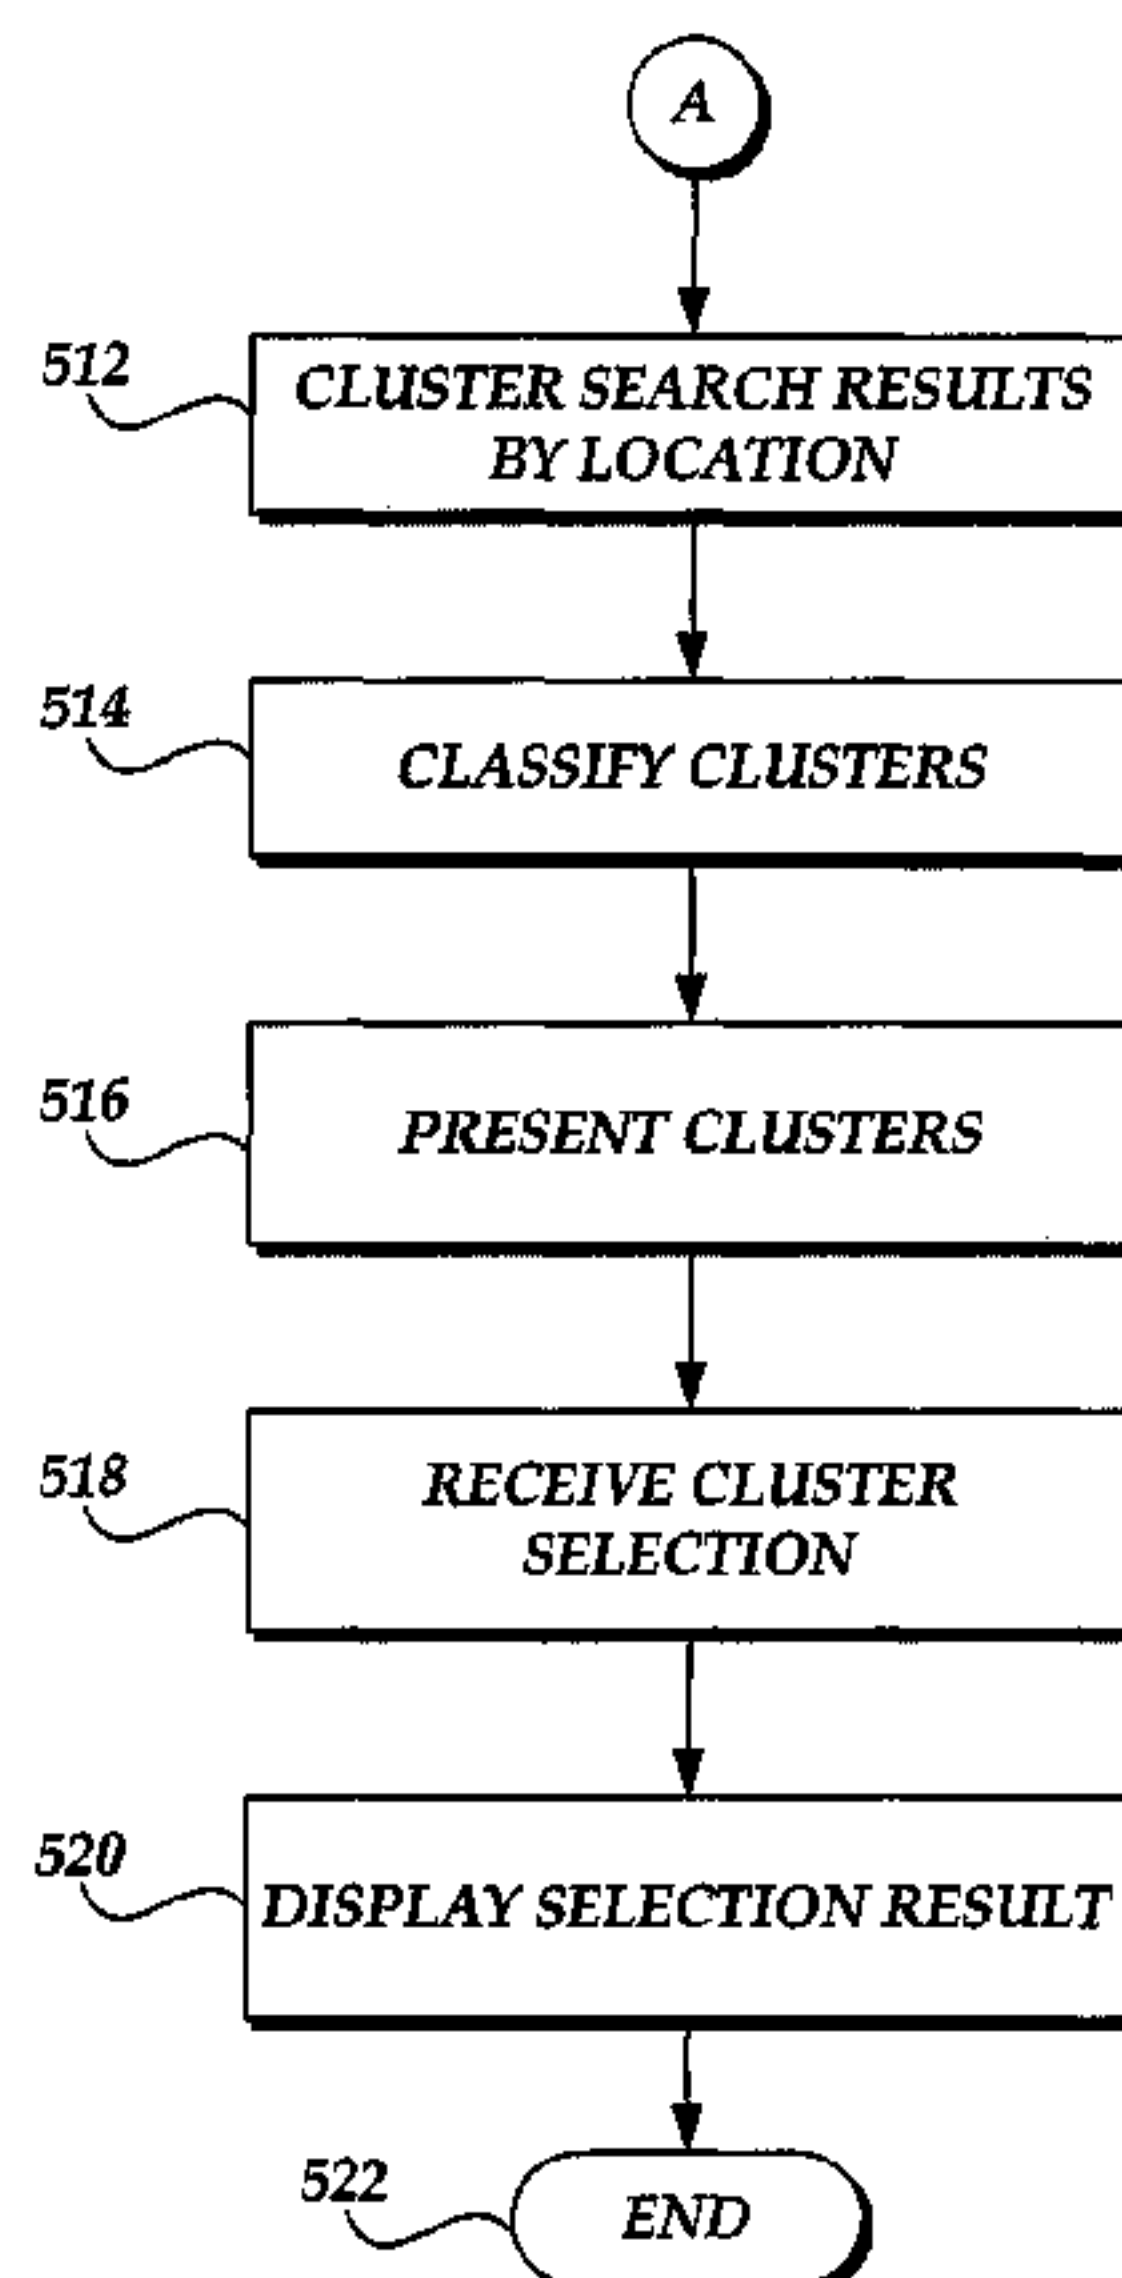 A
512
CLUSTER SEARCH RESULTS
BY LOCATION
514
CLASSIFY CLUSTERS
516
PRESENT CLUSTERS
518
RECEIVE CLUSTER
SELECTION
520
DISPLAY SELECTION RESULT
522
END